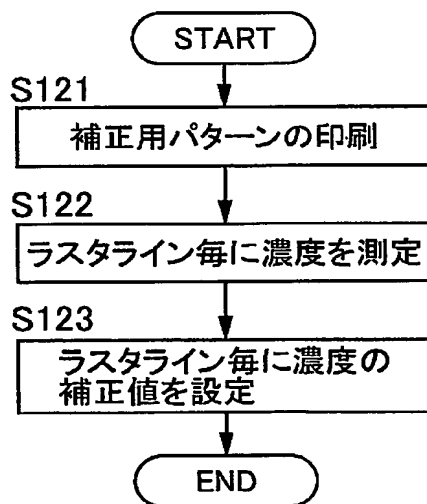 START
S121
補正用パターンの印刷
S122
ラスタライン毎に濃度を測定
S123
ラスタライン毎に濃度の
補正値を設定
END